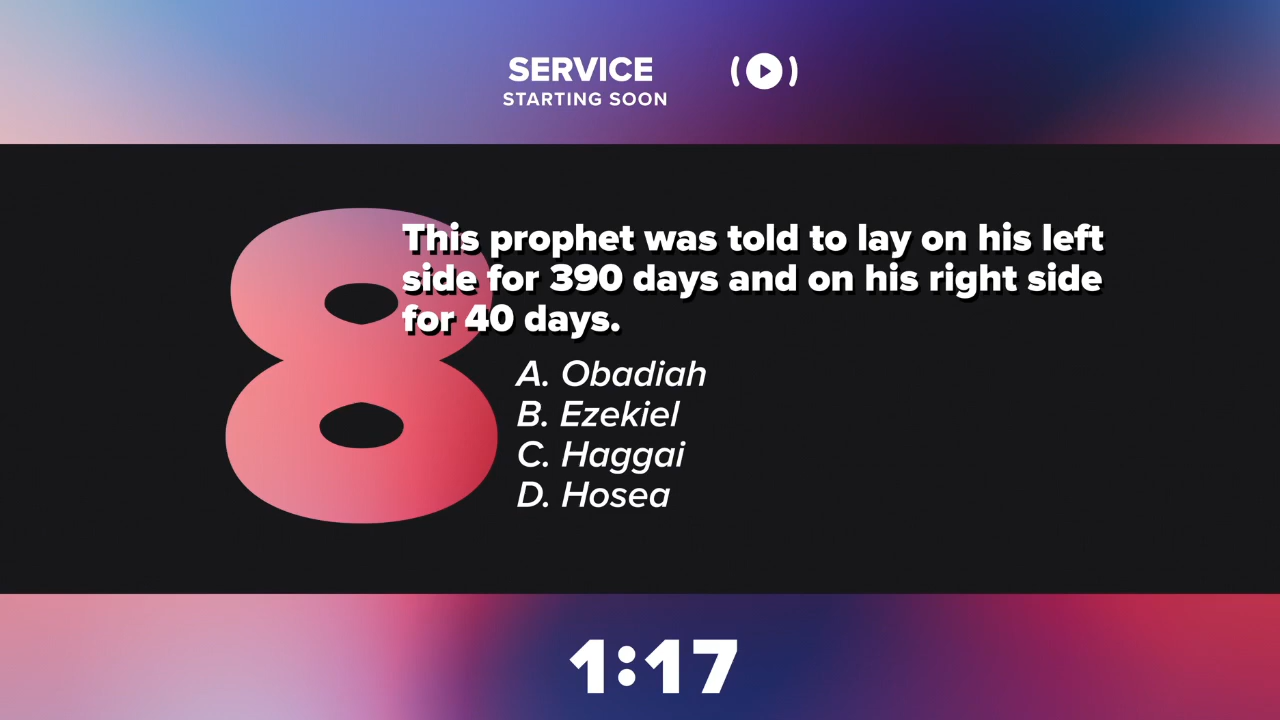 SERVICE
STARTING SOON
8
This prophet was told to lay on his left
side for 390 days and on his right side
for 40 days.
A. Obadiah
B. Ezekiel
C. Haggai
D. Hosea
1:17